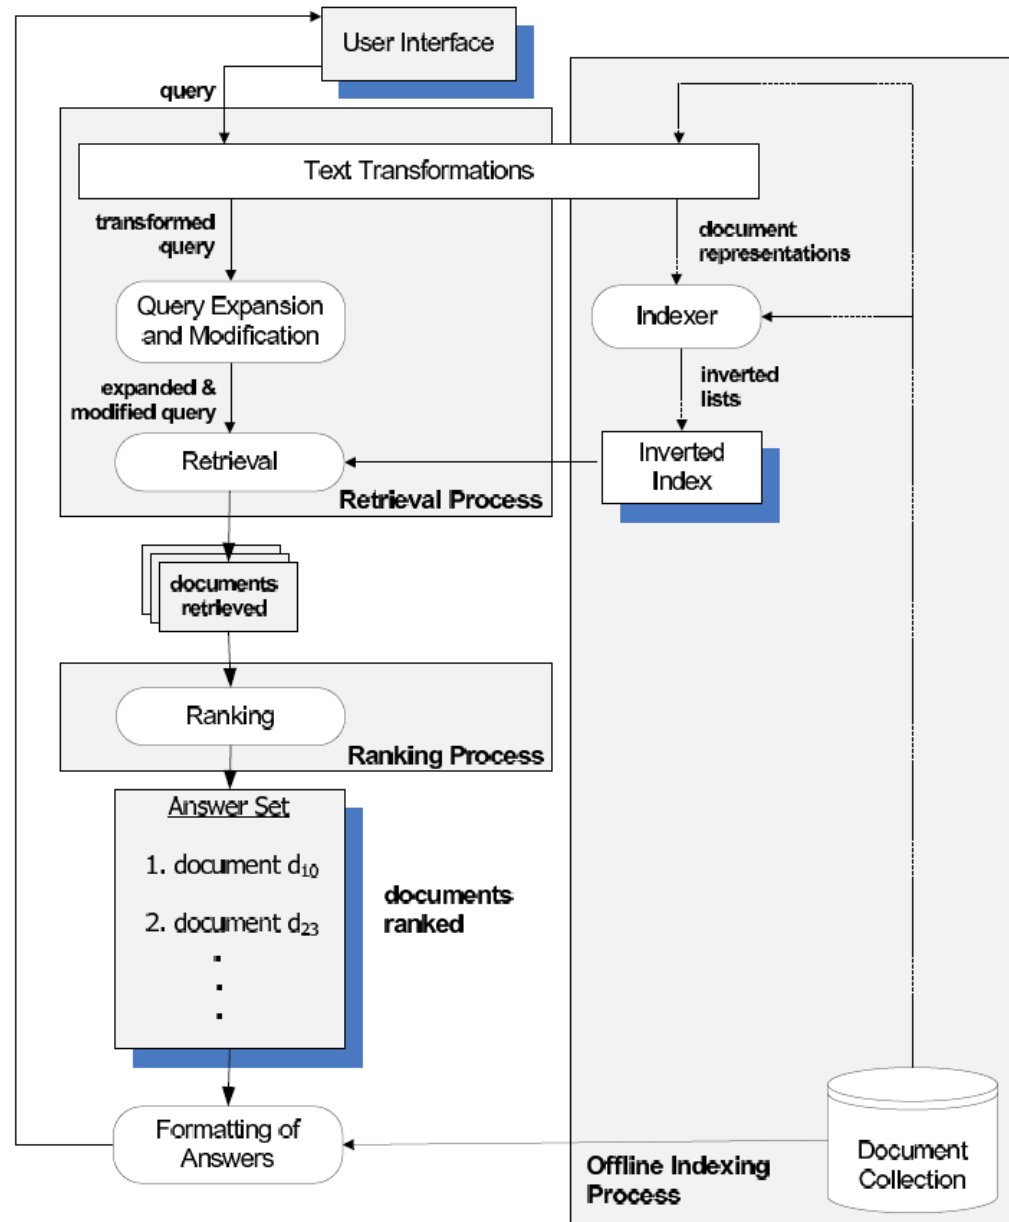 User Interface
query
Text Transformations
transformed
query
document
representations
Query Expansion
and Modification
Indexer
expanded &
modified query
inverted
lists
Retrieval
Inverted
Index
Retrieval Process
documents
retrieved
Ranking
Ranking Process
Answer Set
1. document d₁₀
2. document d₂₃
.
.
.
documents
ranked
Formatting of
Answers
Document
Collection
Offline Indexing
Process